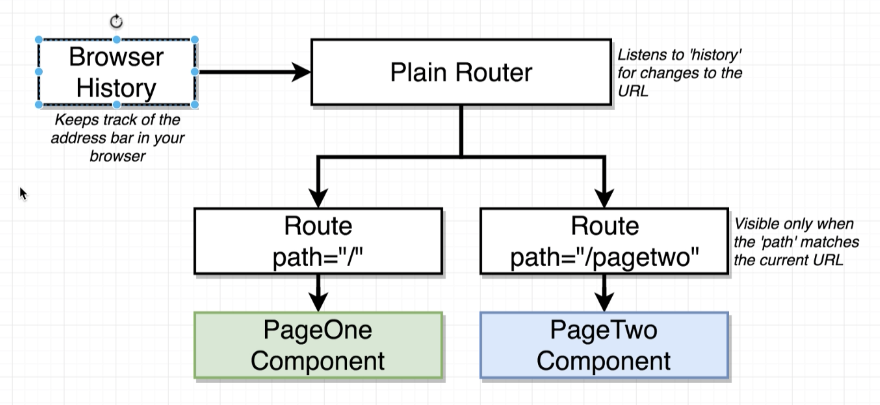 Browser
History
Keeps track of the
address bar in your
browser
Plain Router
Listens to 'history'
for changes to the
URL
Route
path="/"
Route
path="/pagetwo"
Visible only when
the 'path' matches
the current URL
PageOne
Component
PageTwo
Component